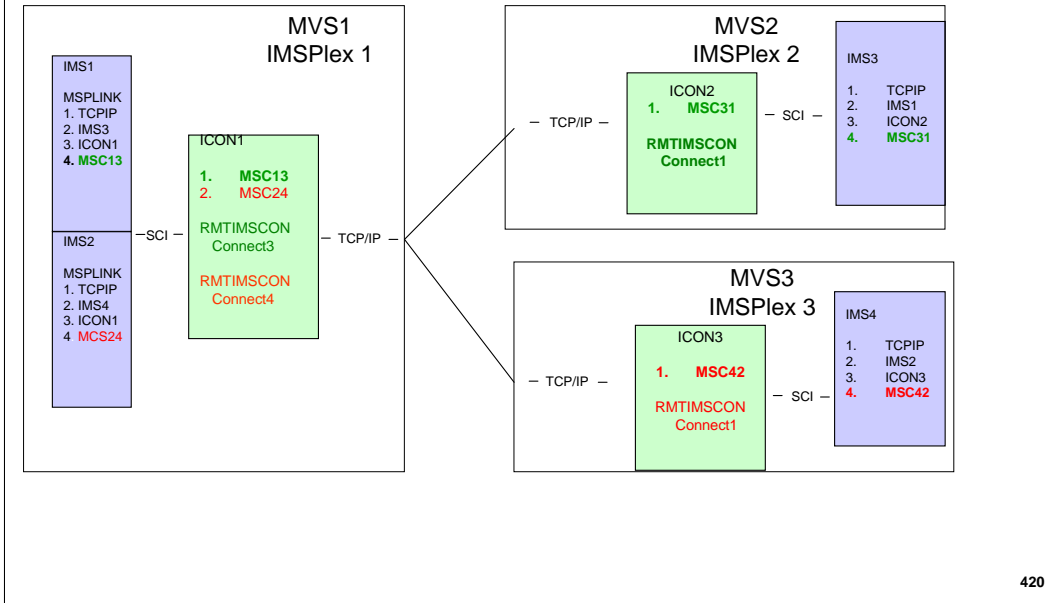 MVS1
IMSPlex 1
IMS1
MSPLINK
1. TCPIP
2. IMS3
3. ICON1
4. MSC13
IMS2
MSPLINK
1. TCPIP
2. IMS4
3. ICON1
4 MCS24
SCI
ICON1
1. MSC13
2. MSC24
RMTIMSCON
Connect3
RMTIMSCON
Connect4
TCP/IP
MVS2
IMSPlex 2
TCP/IP
ICON2
1. MSC31
RMTIMSCON
Connect1
SCI
IMS3
1. TCPIP
2. IMS1
3. ICON2
4. MSC31
MVS3
IMSPlex 3
TCP/IP
ICON3
1. MSC42
RMTIMSCON
Connect1
SCI
IMS4
1. TCPIP
2. IMS2
3. ICON3
4. MSC42
420